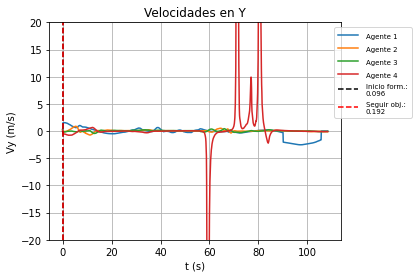 Velocidades en Y
Vy (m/s)
20
15
10
5
0
−5
−10
−15
−20
0
20
40
60
80
100
t (s)
Agente 1
Agente 2
Agente 3
Agente 4
Inicio form.:
0.096
Seguir obj.:
0.192